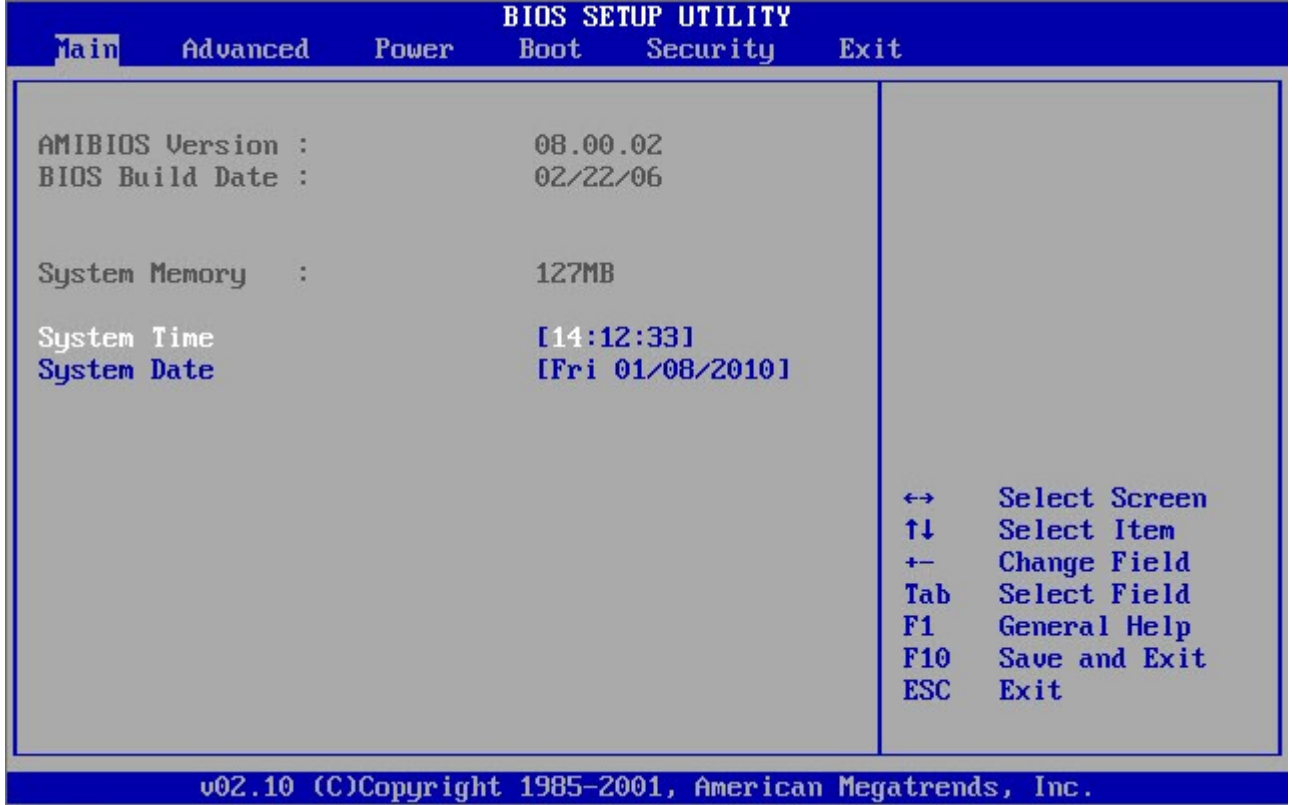 BIOS SETUP UTILITY
Main Advanced Power Boot Security Exit
AMIBIOS Version : 08.00.02
BIOS Build Date : 02/22/06
System Memory : 127MB
System Time [14:12:33]
System Date [Fri 01/08/2010]
←→ Select Screen
↑↓ Select Item
+- Change Field
Tab Select Field
F1 General Help
F10 Save and Exit
ESC Exit
v02.10 (C)Copyright 1985-2001, American Megatrends, Inc.